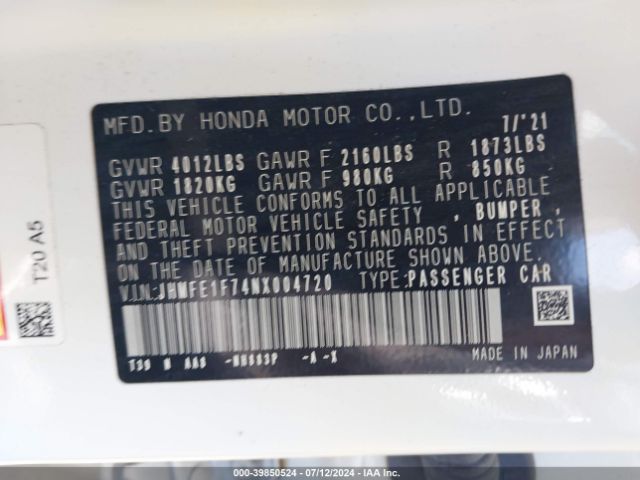 MFD.BY HONDA MOTOR CO.,LTD. 7/'21
GVWR 4012LBS GAWR F 2160LBS R 1873LBS
GVWR 1820KG GAWR F 980KG R 850KG
THIS VEHICLE CONFORMS TO ALL APPLICABLE
FEDERAL MOTOR VEHICLE SAFETY , BUMPER ,
AND THEFT PREVENTION STANDARDS IN EFFECT
ON THE DATE OF MANUFACTURE SHOWN ABOVE.
V.I.N:JHMFE1F74NX004720 TYPE:PASSENGER CAR
-NH883P -A -X MADE IN JAPAN
T20 A5
000-39850524 | 07/12/2024 | IAA Inc.